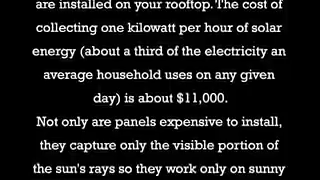 are installed on your rooftop. The cost of
collecting one kilowatt per hour of solar
energy (about a third of the electricity an
average household uses on any given
day) is about $11,000.
Not only are panels expensive to install,
they capture only the visible portion of
the sun's rays so they work only on sunny